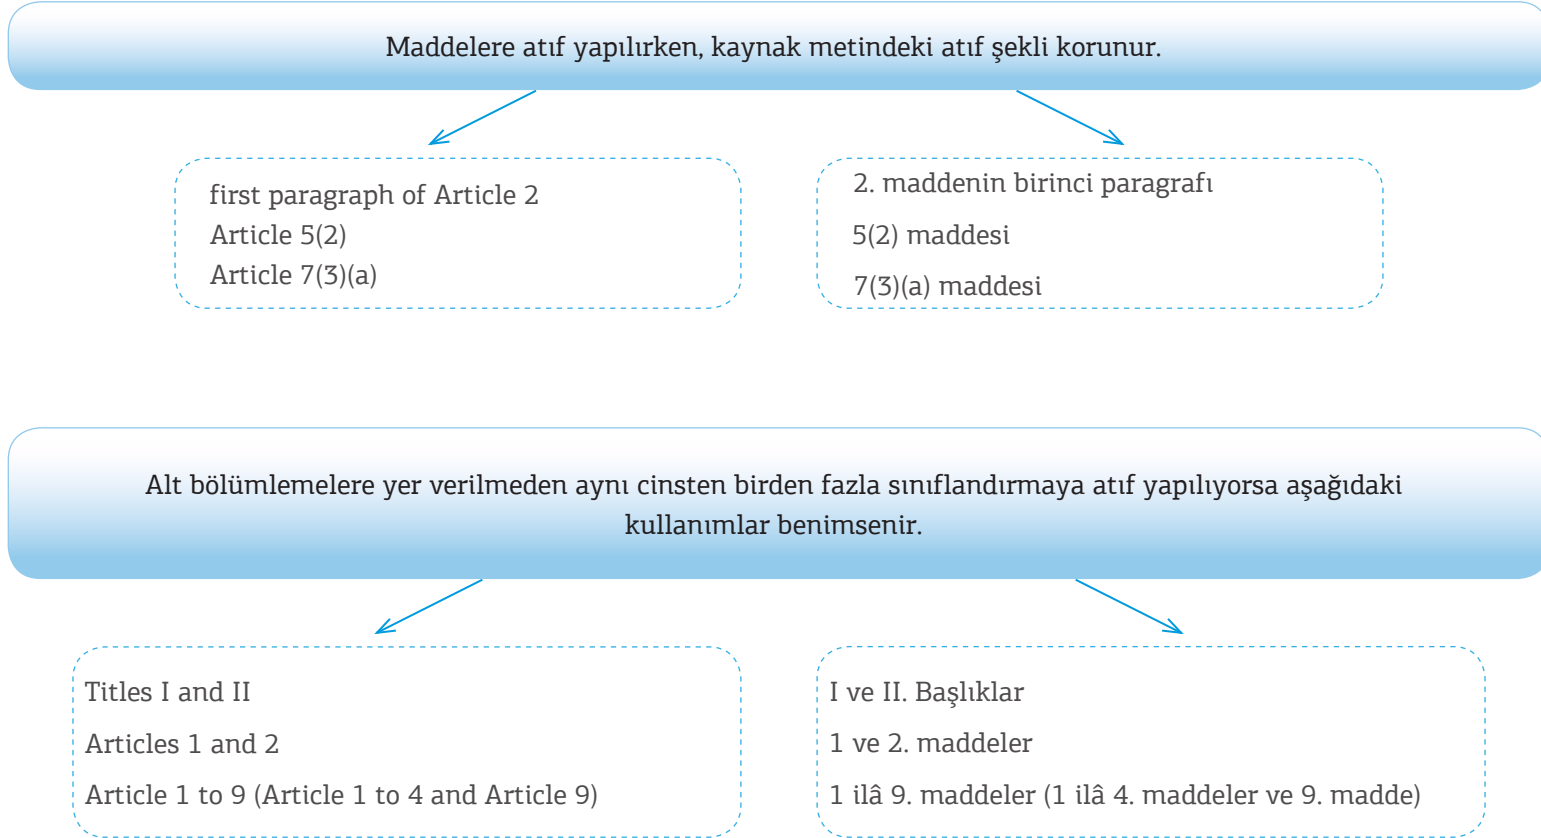 Maddelere atıf yapılırken, kaynak metindeki atıf şekli korunur.
first paragraph of Article 2
Article 5(2)
Article 7(3)(a)
2. maddenin birinci paragrafı
5(2) maddesi
7(3)(a) maddesi
Alt bölümlemelere yer verilmeden aynı cinsten birden fazla sınıflandırmaya atıf yapılıyorsa aşağıdaki
kullanımlar benimsenir.
Titles I and II
Articles 1 and 2
Article 1 to 9 (Article 1 to 4 and Article 9)
I ve II. Başlıklar
1 ve 2. maddeler
1 ilâ 9. maddeler (1 ilâ 4. maddeler ve 9. madde)